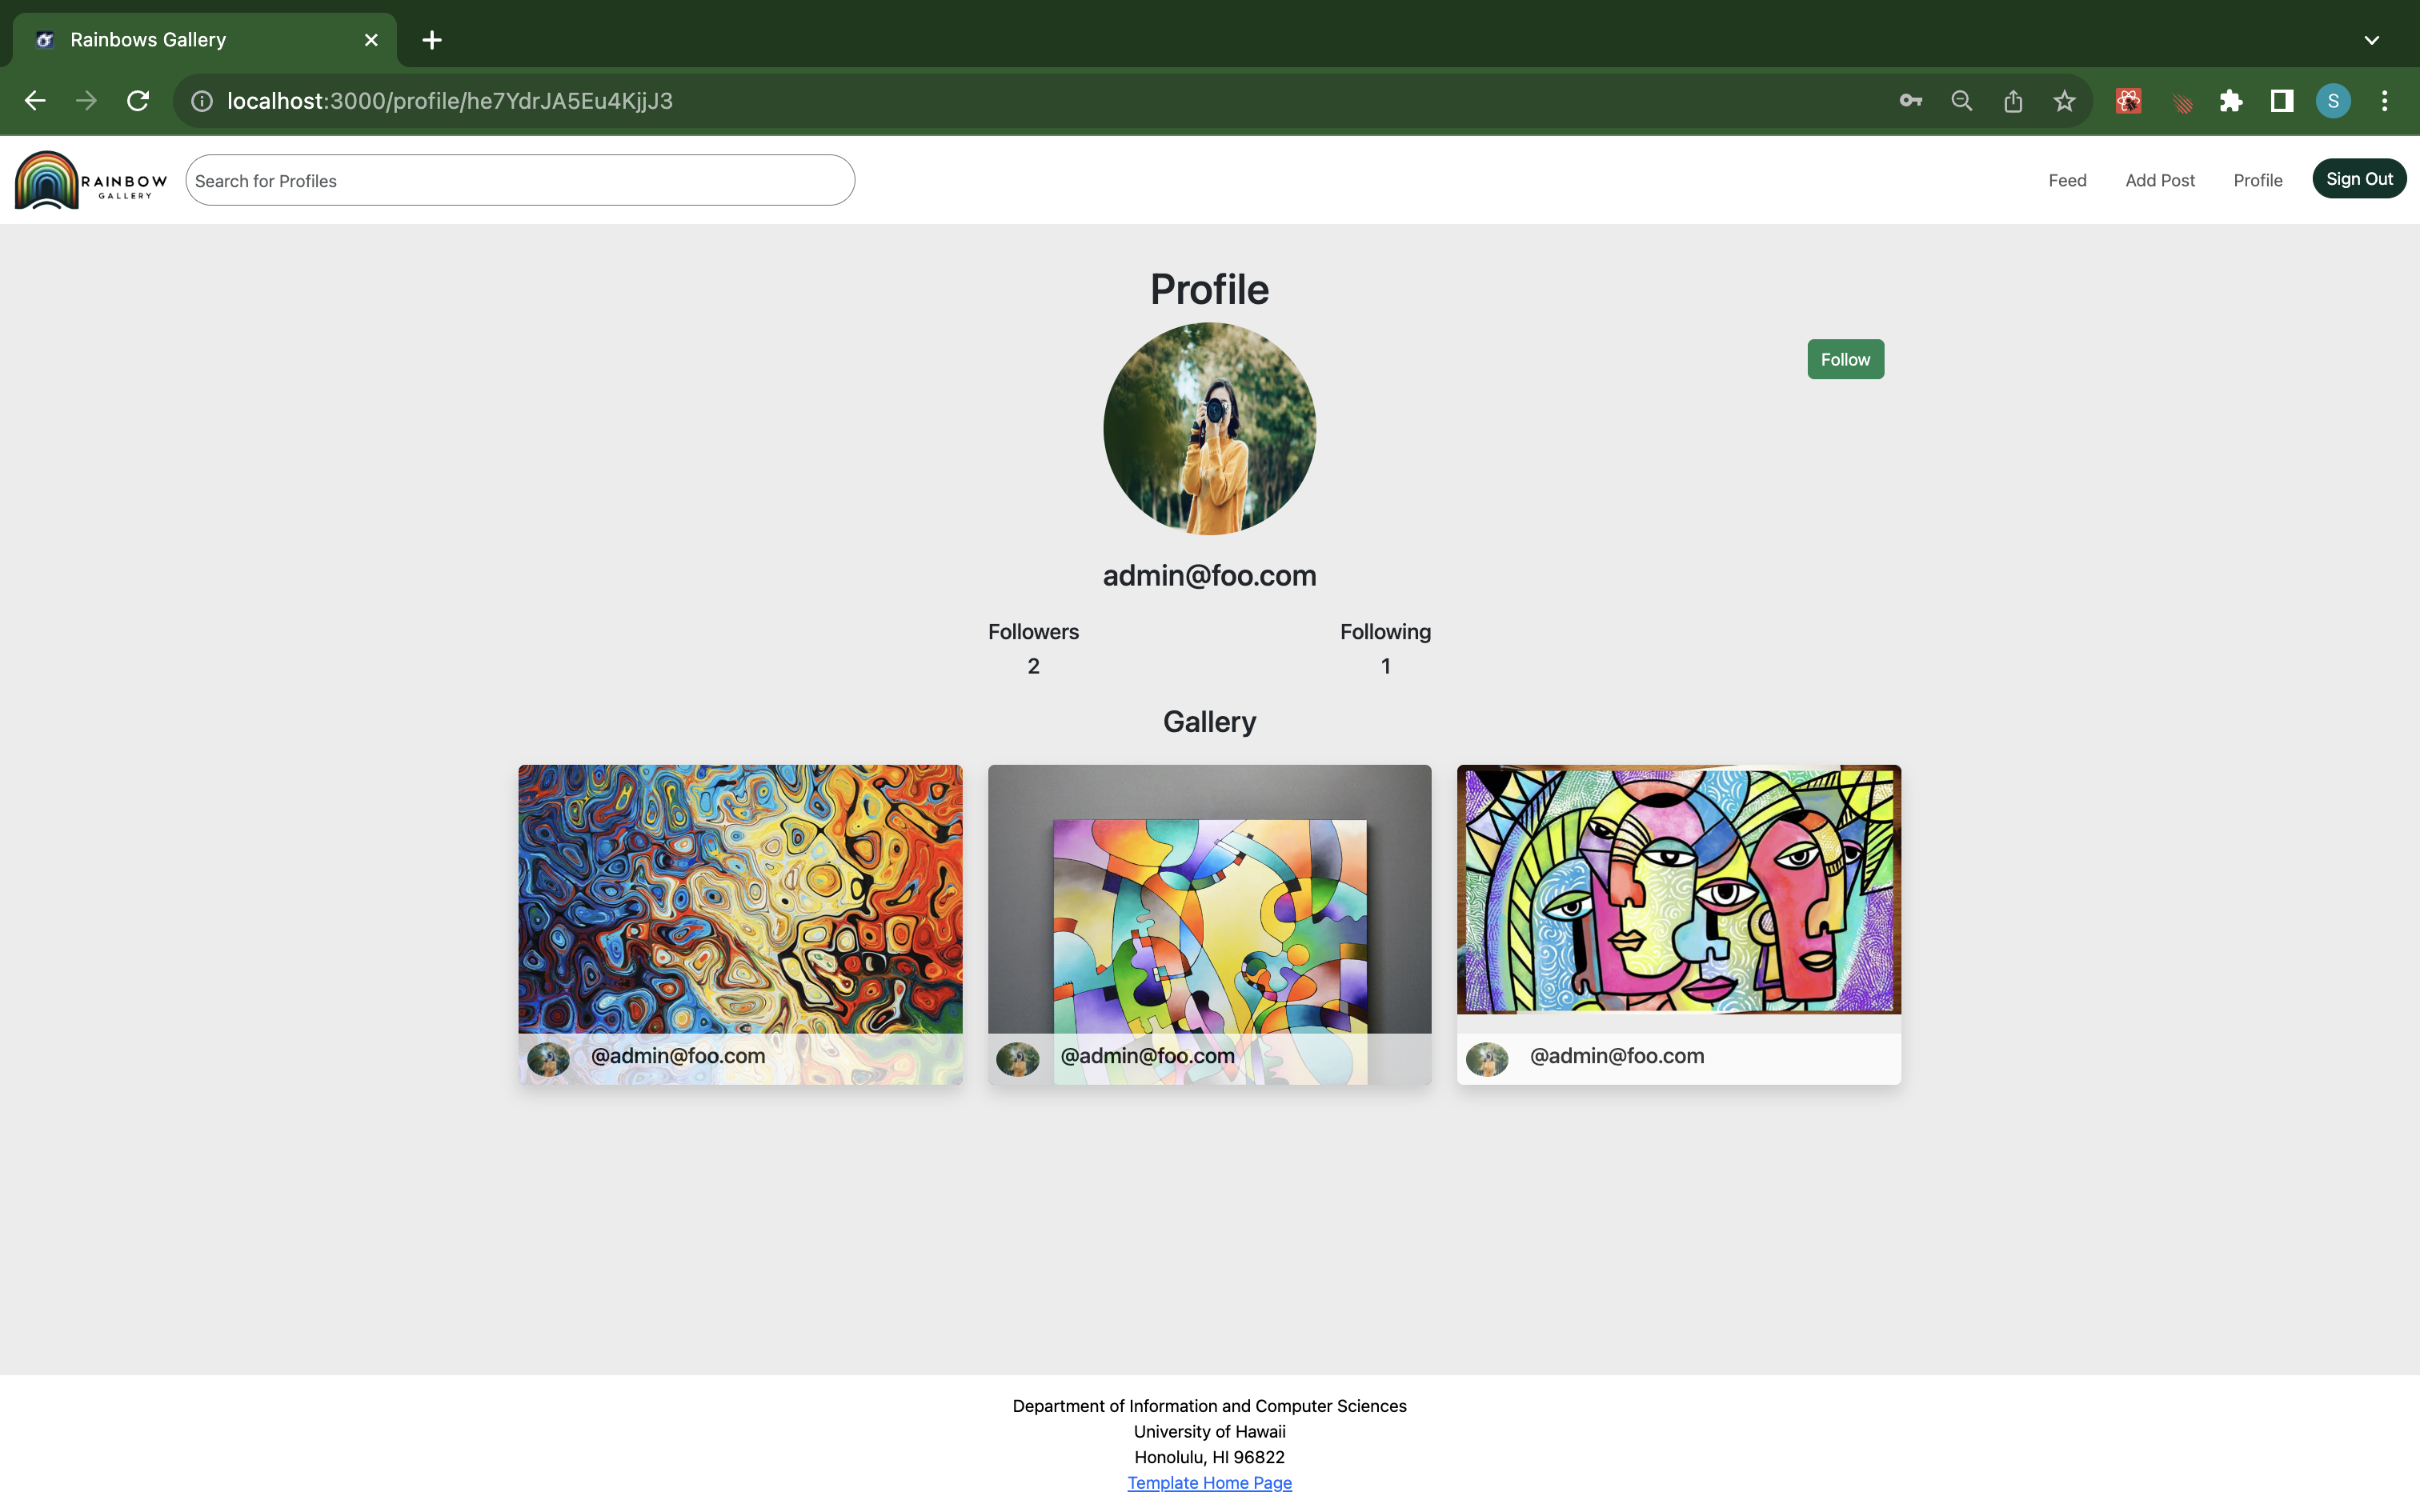 Rainbows Gallery
localhost:3000/profile/he7YdrJA5Eu4KjjJ3
S
RAINBOW
GALLERY
Search for Profiles
Feed
Add Post
Profile
Sign Out
Profile
Follow
admin@foo.com
Followers
Following
2
1
Gallery
@admin@foo.com
@admin@foo.com
@admin@foo.com
Department of Information and Computer Sciences
University of Hawaii
Honolulu, HI 96822
Template Home Page